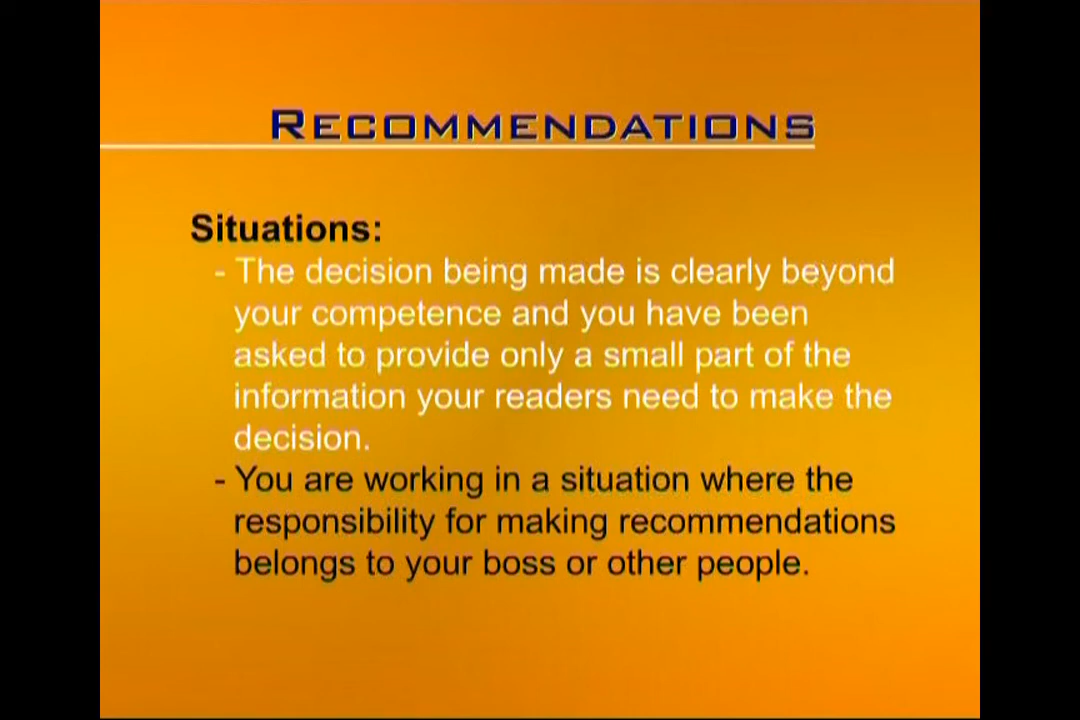 RECOMMENDATIONS
Situations:
- The decision being made is clearly beyond
your competence and you have been
asked to provide only a small part of the
information your readers need to make the
decision.
- You are working in a situation where the
responsibility for making recommendations
belongs to your boss or other people.